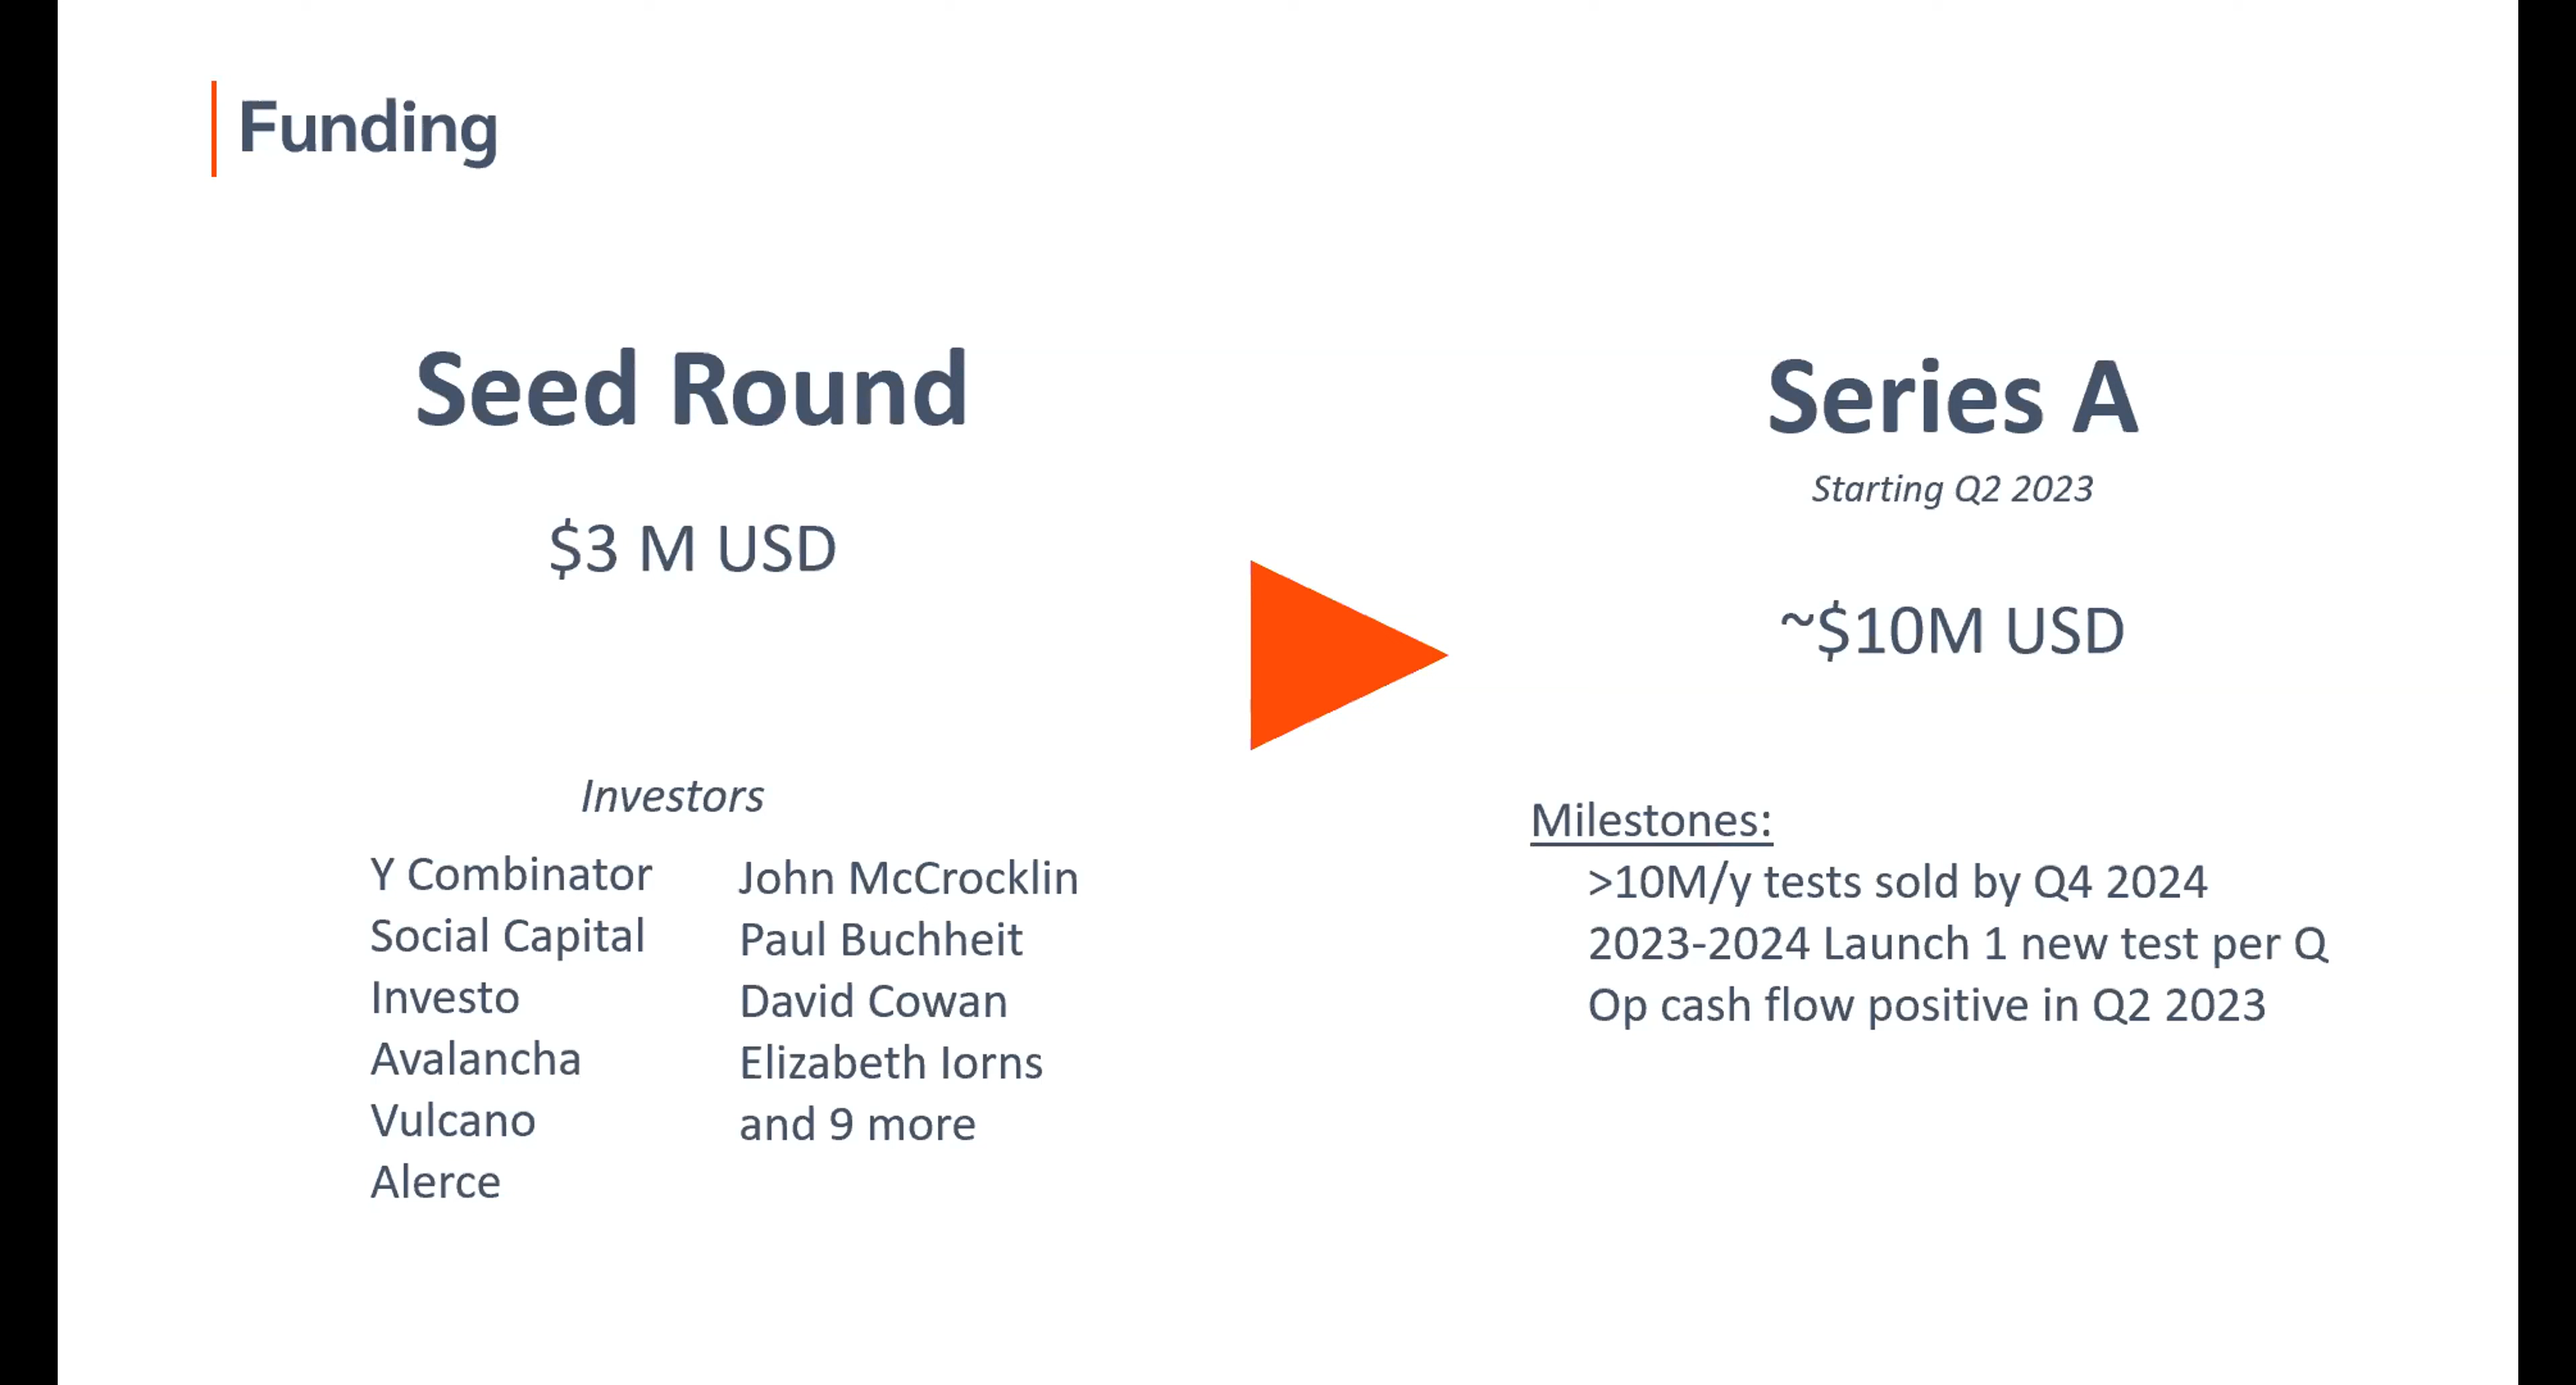 Funding
Seed Round
$3 M USD
Investors
Y Combinator
Social Capital
Investo
Avalancha
Vulcano
Alerce
John McCrocklin
Paul Buchheit
David Cowan
Elizabeth Iorns
and 9 more
Series A
Starting Q2 2023
~$10M USD
Milestones:
>10M/y tests sold by Q4 2024
2023-2024 Launch 1 new test per Q
Op cash flow positive in Q2 2023